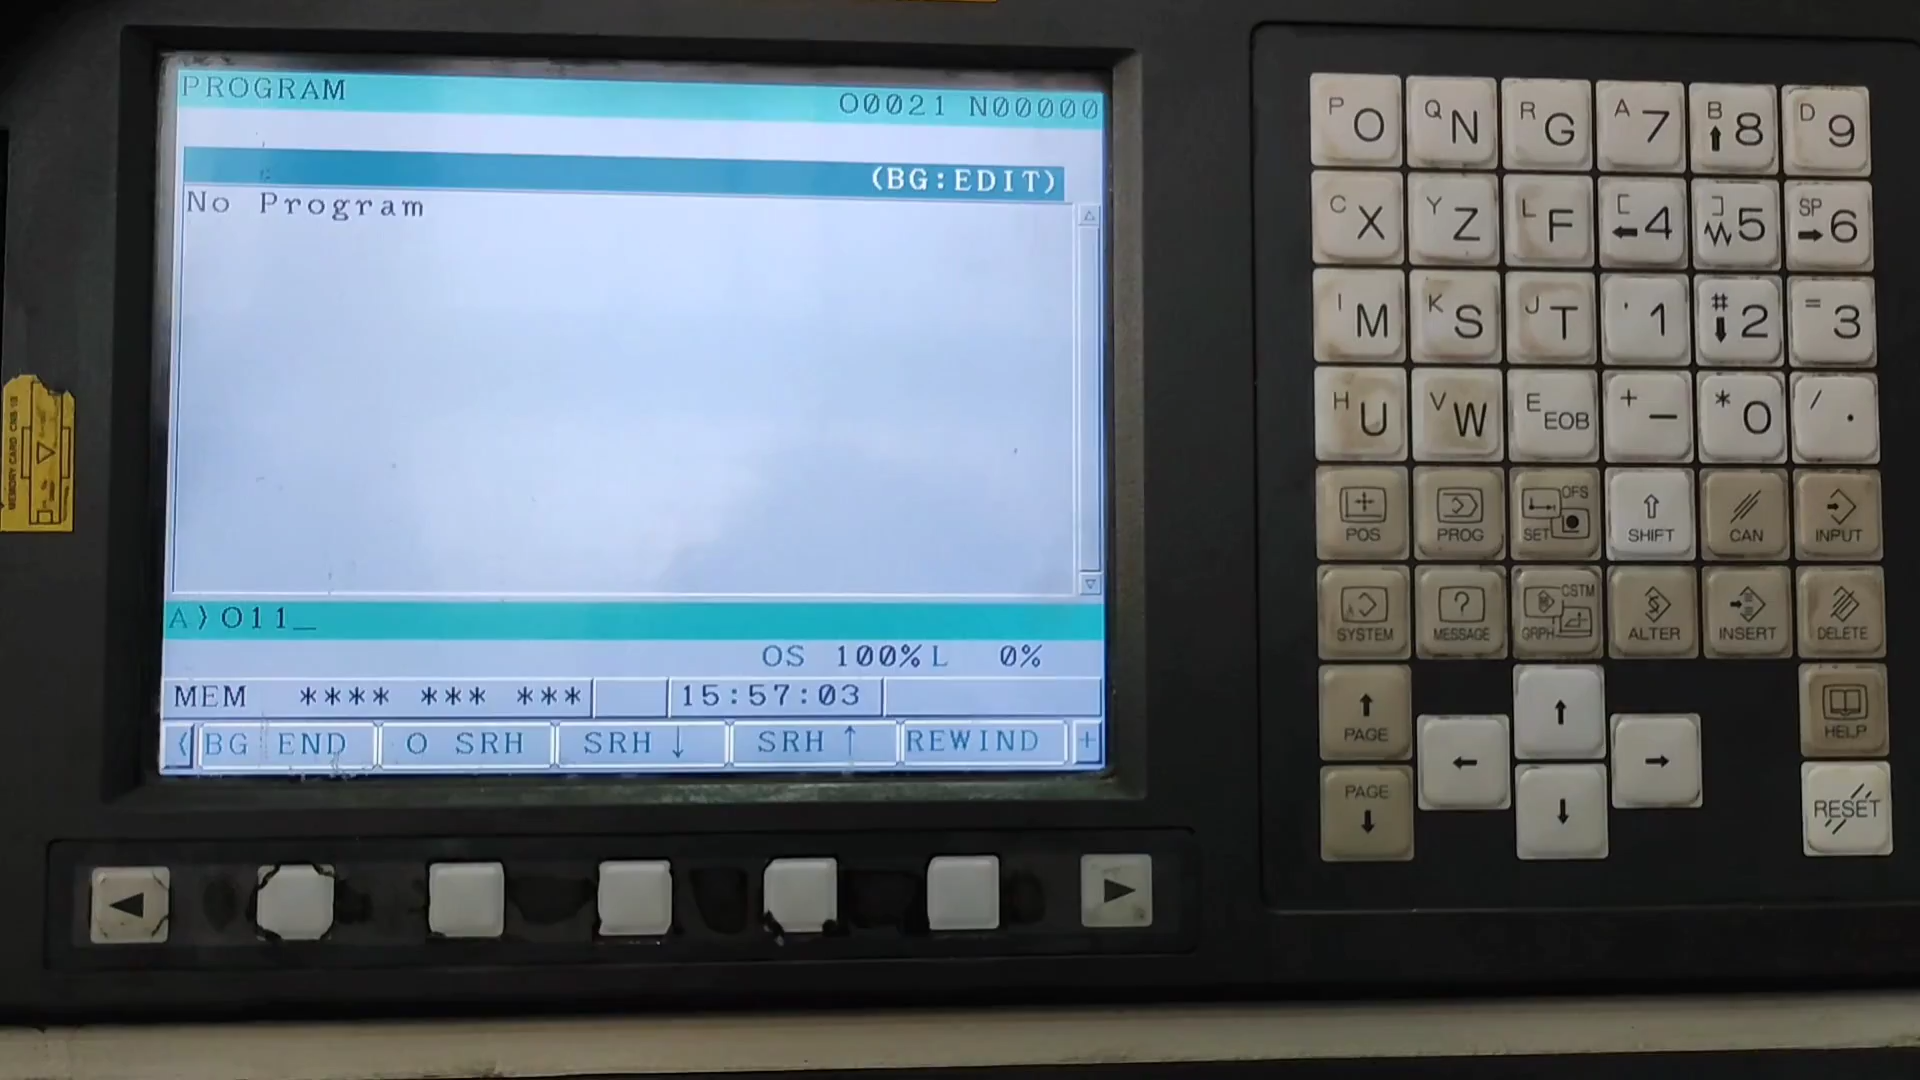 PROGRAM
O0021 N00000
(BG:EDIT)
No Program
A)O11_
OS 100% L 0%
MEM **** *** ***
15:57:03
BG END
O SRH
SRH ↓
SRH ↑
REWIND
+
P O
Q N
R G
A 7
B ↑ 8
D 9
C X
Y Z
L F
[ ← 4
] 5
SP → 6
I M
K S
J T
, 1
# ↓ 2
= 3
H U
V W
E EOB
+ −
* 0
/ .
POS
PROG
OFS SET
SHIFT
CAN
INPUT
SYSTEM
MESSAGE
CSTM GRPH
ALTER
INSERT
DELETE
↑ PAGE
↑
HELP
←
→
PAGE ↓
↓
RESET
MEMORY CARD